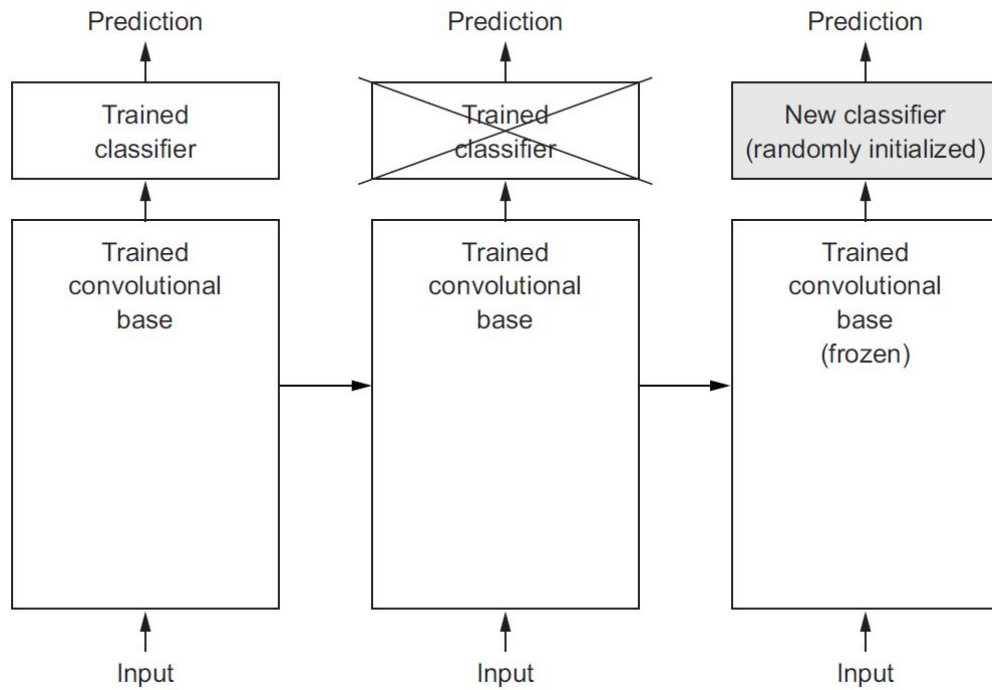 Prediction
Trained
classifier
Trained
convolutional
base
Input
Prediction
Trained
classifier
Trained
convolutional
base
Input
Prediction
New classifier
(randomly initialized)
Trained
convolutional
base
(frozen)
Input